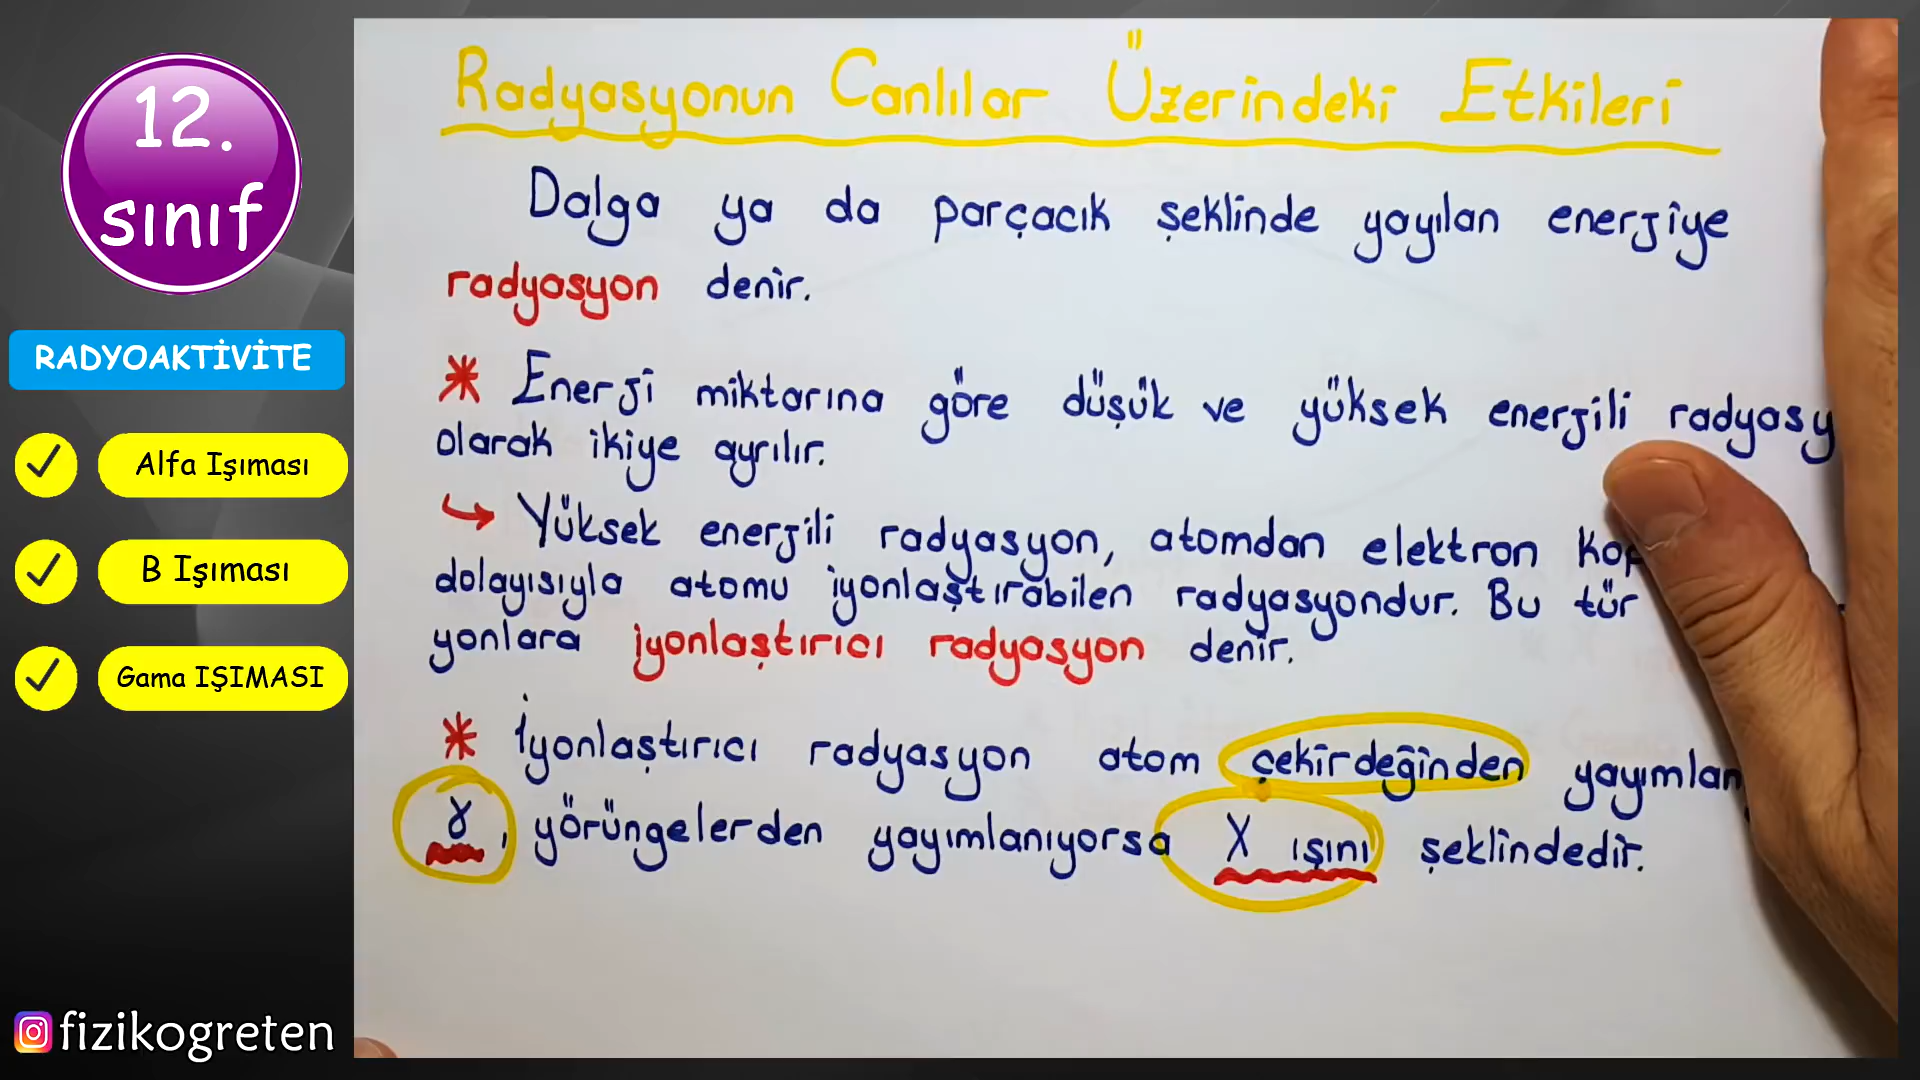 12.
sınıf
RADYOAKTİVİTE
Alfa Işıması
B Işıması
Gama IŞIMASI
fizikogreten
Radyasyonun Canlılar Üzerindeki Etkileri
Dalga ya da parçacık şeklinde yayılan enerjiye
radyasyon denir.
* Enerji miktarına göre düşük ve yüksek enerjili radyasy
olarak ikiye ayrılır.
↪ Yüksek enerjili radyasyon, atomdan elektron
dolayısıyla atomu iyonlaştırabilen radyasyondur. Bu tür
yonlara iyonlaştırıcı radyasyon denir.
* İyonlaştırıcı radyasyon atom çekirdeğinden yayımlan
γ, yörüngelerden yayımlanıyorsa X ışını şeklindedir.